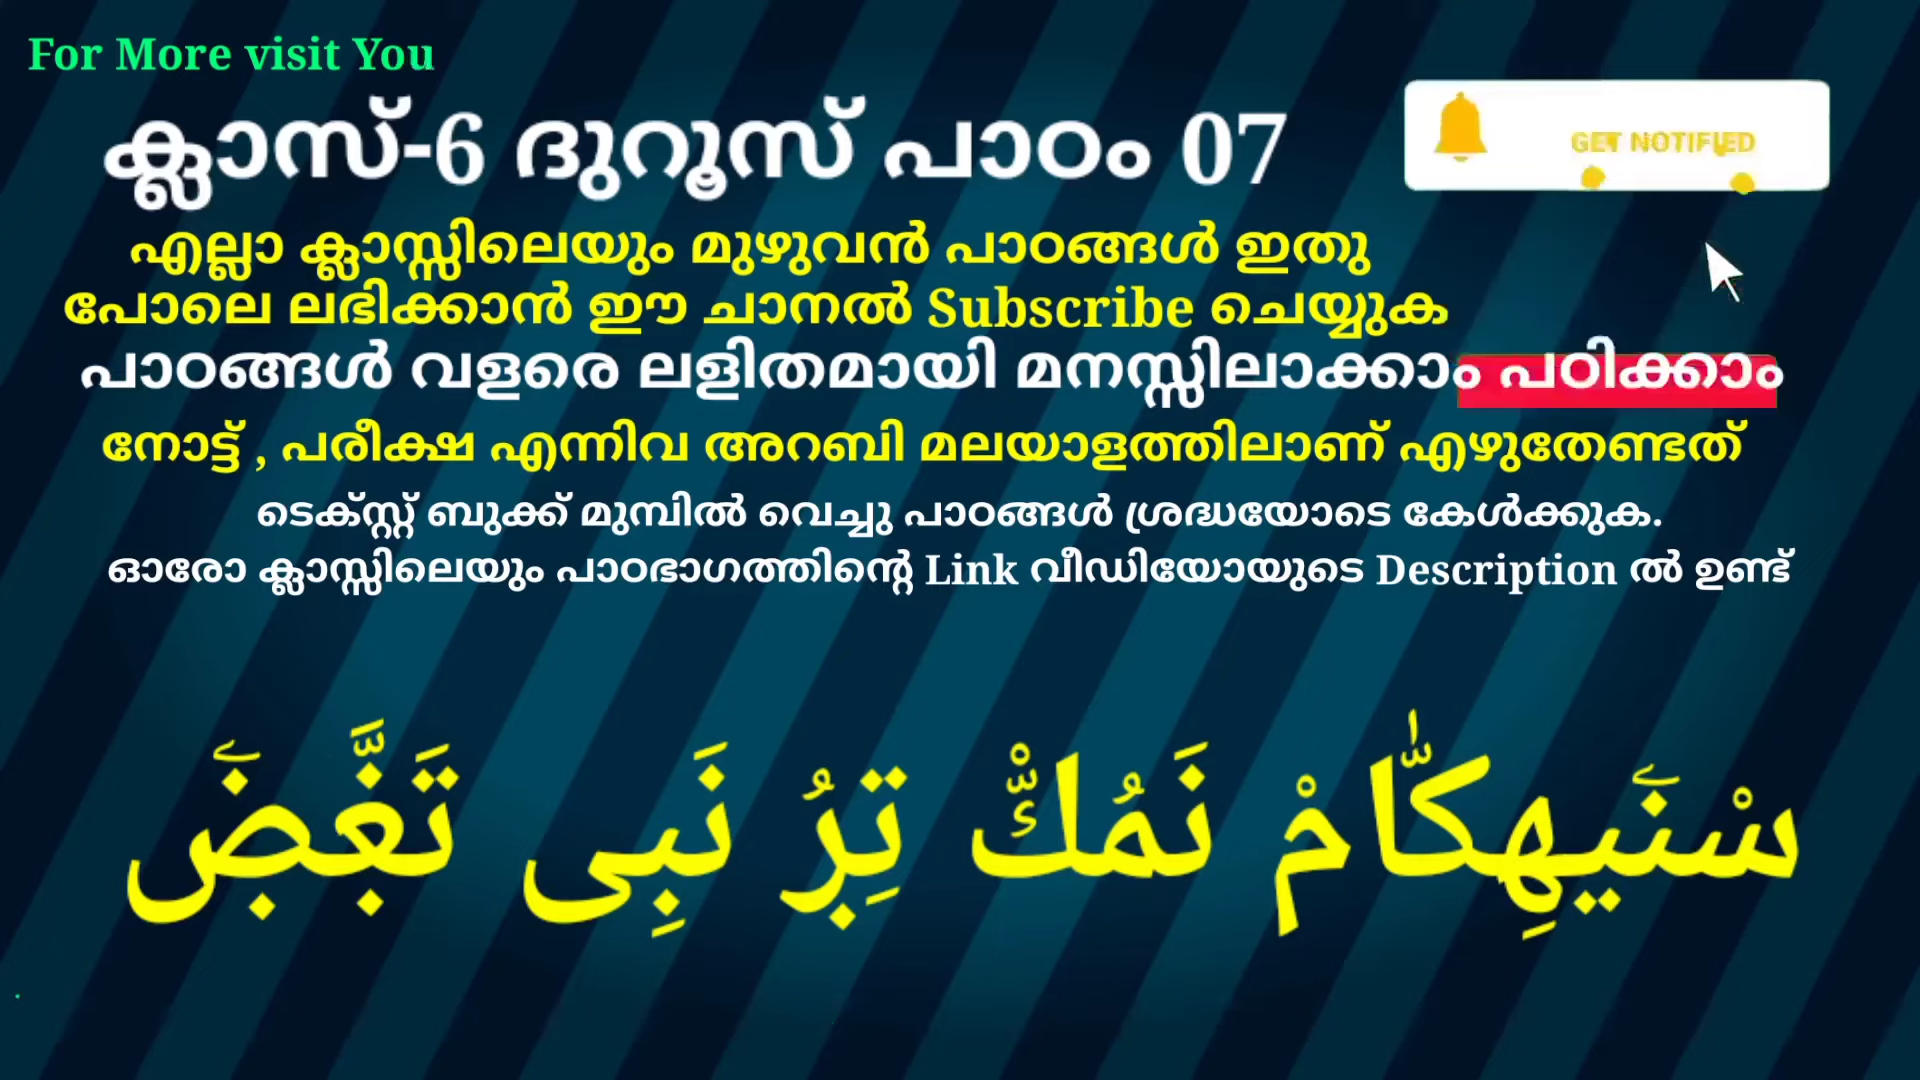 For More visit You
ക്ലാസ്-6 ദുറൂസ് പാഠം 07
GET NOTIFIED
എല്ലാ ക്ലാസ്സിലെയും മുഴുവൻ പാഠങ്ങൾ ഇതു
പോലെ ലഭിക്കാൻ ഈ ചാനൽ Subscribe ചെയ്യുക
പാഠങ്ങൾ വളരെ ലളിതമായി മനസ്സിലാക്കാം പഠിക്കാം
നോട്ട് , പരീക്ഷ എന്നിവ അറബി മലയാളത്തിലാണ് എഴുതേണ്ടത്
ടെക്സ്റ്റ് ബുക്ക് മുമ്പിൽ വെച്ചു പാഠങ്ങൾ ശ്രദ്ധയോടെ കേൾക്കുക.
ഓരോ ക്ലാസ്സിലെയും പാഠഭാഗത്തിന്റെ Link വീഡിയോയുടെ Description ൽ ഉണ്ട്
سْنَيهِكّٰامْ نَمُكّْ تِرُ نَبِى